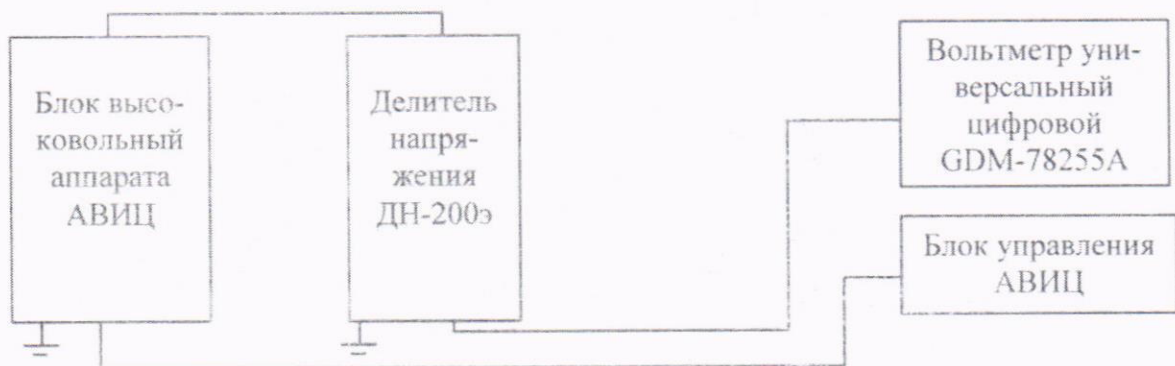 Блок высо-
ковольный
аппарата
АВИЦ
Делитель
напря-
жения
ДН-200э
Вольтметр уни-
версальный
цифровой
GDM-78255A
Блок управления
АВИЦ